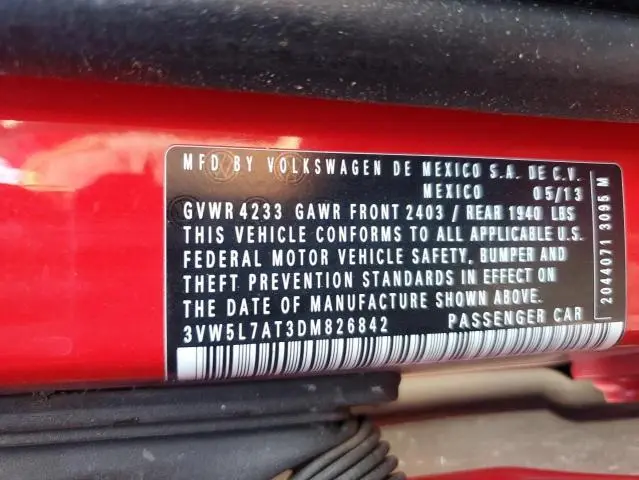 MFD BY VOLKSWAGEN DE MEXICO S.A. DE C.V.
MEXICO 05/13
GVWR 4233 GAWR FRONT 2403 / REAR 1940 LBS
THIS VEHICLE CONFORMS TO ALL APPLICABLE U.S.
FEDERAL MOTOR VEHICLE SAFETY, BUMPER AND
THEFT PREVENTION STANDARDS IN EFFECT ON
THE DATE OF MANUFACTURE SHOWN ABOVE.
3VW5L7AT3DM826842 PASSENGER CAR
2044071 3095 M